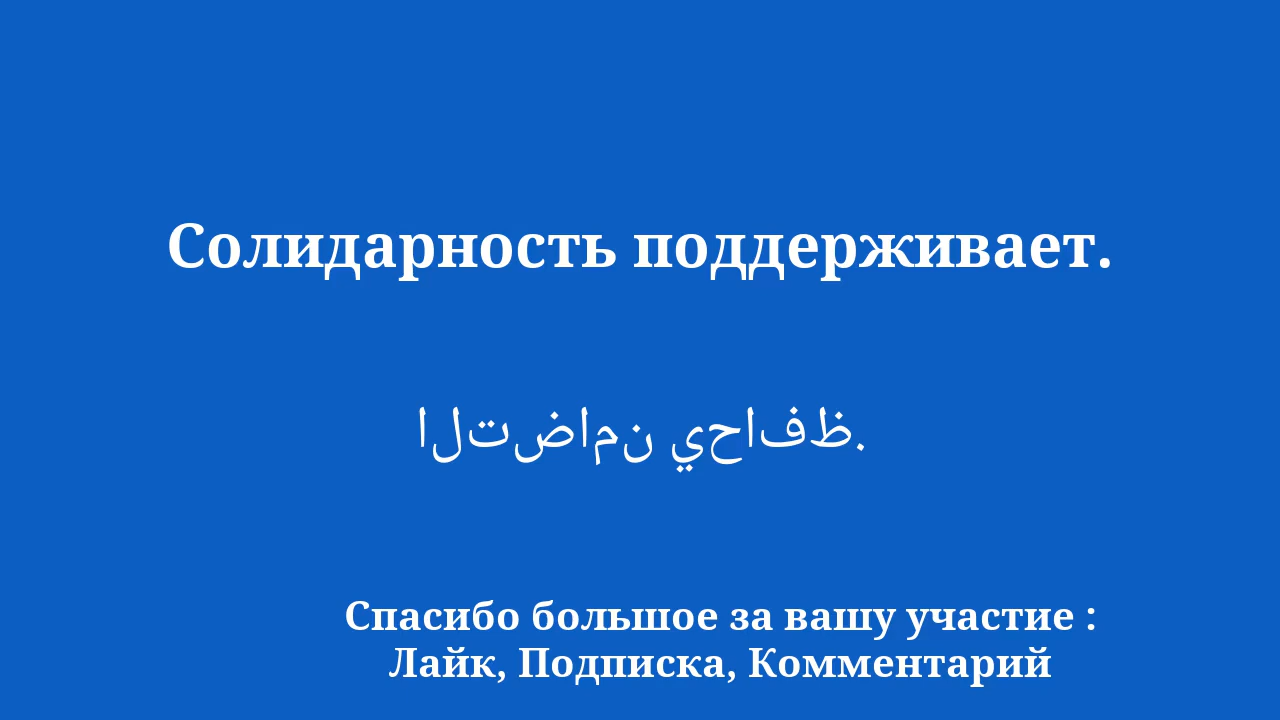 Солидарность поддерживает.
التضامن يحافظ.
Спасибо большое за вашу участие :
Лайк, Подписка, Комментарий